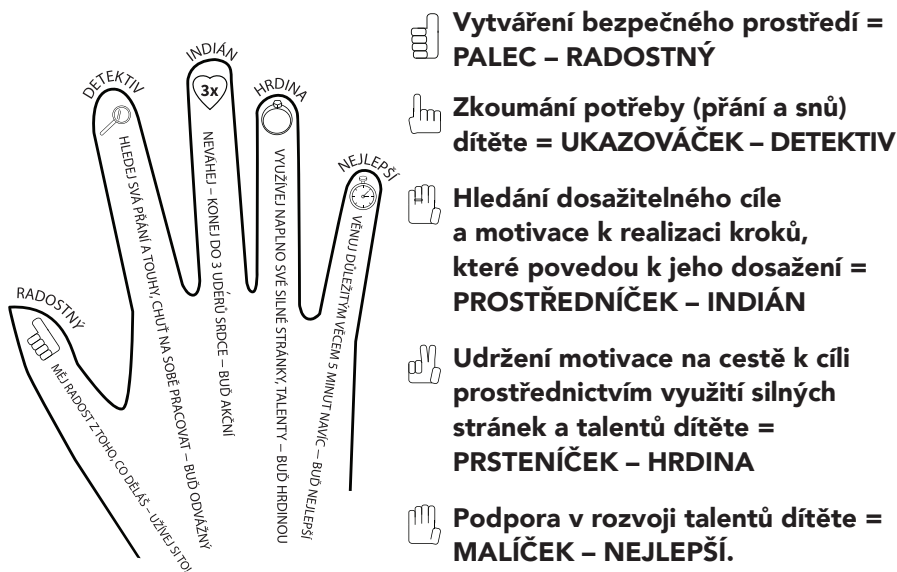 RADOSTNÝ
MĚJ RADOST Z TOHO, CO DĚLÁŠ – UŽÍVEJ SI TO!
DETEKTIV
HLEDEJ SVÁ PŘÁNÍ A TOUHY, CHUŤ NA SOBĚ PRACOVAT – BUĎ ODVÁŽNÝ
INDIÁN
3x
NEVÁHEJ – KONEJ DO 3 UDÉRŮ SRDCE – BUĎ AKČNÍ
HRDINA
VYUŽÍVEJ NAPLNO SVÉ SILNÉ STRÁNKY, TALENTY – BUĎ HRDINOU
NEJLEPŠÍ
VĚNUJ DŮLEŽITÝM VĚCEM 5 MINUT NAVÍC — BUĎ NEJLEPŠÍ
Vytváření bezpečného prostředí =
PALEC – RADOSTNÝ
Zkoumání potřeby (přání a snů)
dítěte = UKAZOVÁČEK – DETEKTIV
Hledání dosažitelného cíle
a motivace k realizaci kroků,
které povedou k jeho dosažení =
PROSTŘEDNÍČEK – INDIÁN
Udržení motivace na cestě k cíli
prostřednictvím využití silných
stránek a talentů dítěte =
PRSTENÍČEK – HRDINA
Podpora v rozvoji talentů dítěte =
MALÍČEK – NEJLEPŠÍ.